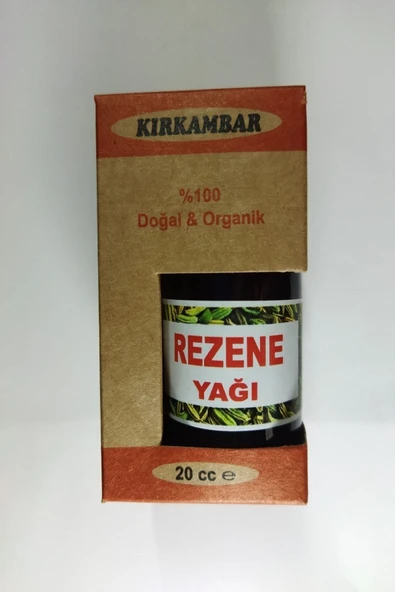 KIRKAMBAR
%100
Doğal & Organik
REZENE
YAĞI
20 cc ℮